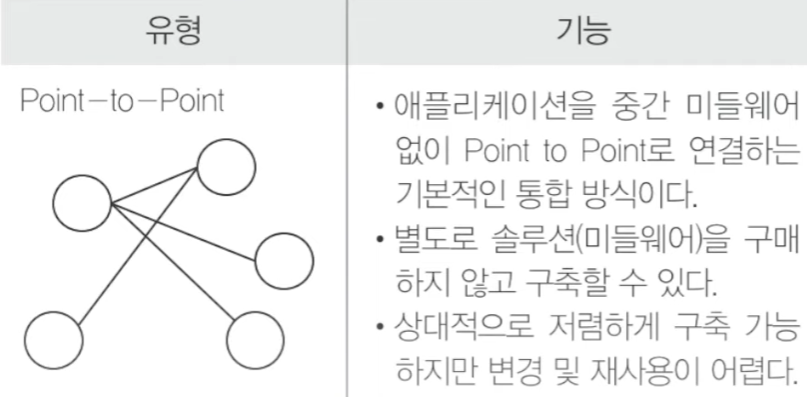 유형
기능
Point-to-Point
• 애플리케이션을 중간 미들웨어
없이 Point to Point로 연결하는
기본적인 통합 방식이다.
• 별도로 솔루션(미들웨어)을 구매
하지 않고 구축할 수 있다.
• 상대적으로 저렴하게 구축 가능
하지만 변경 및 재사용이 어렵다.